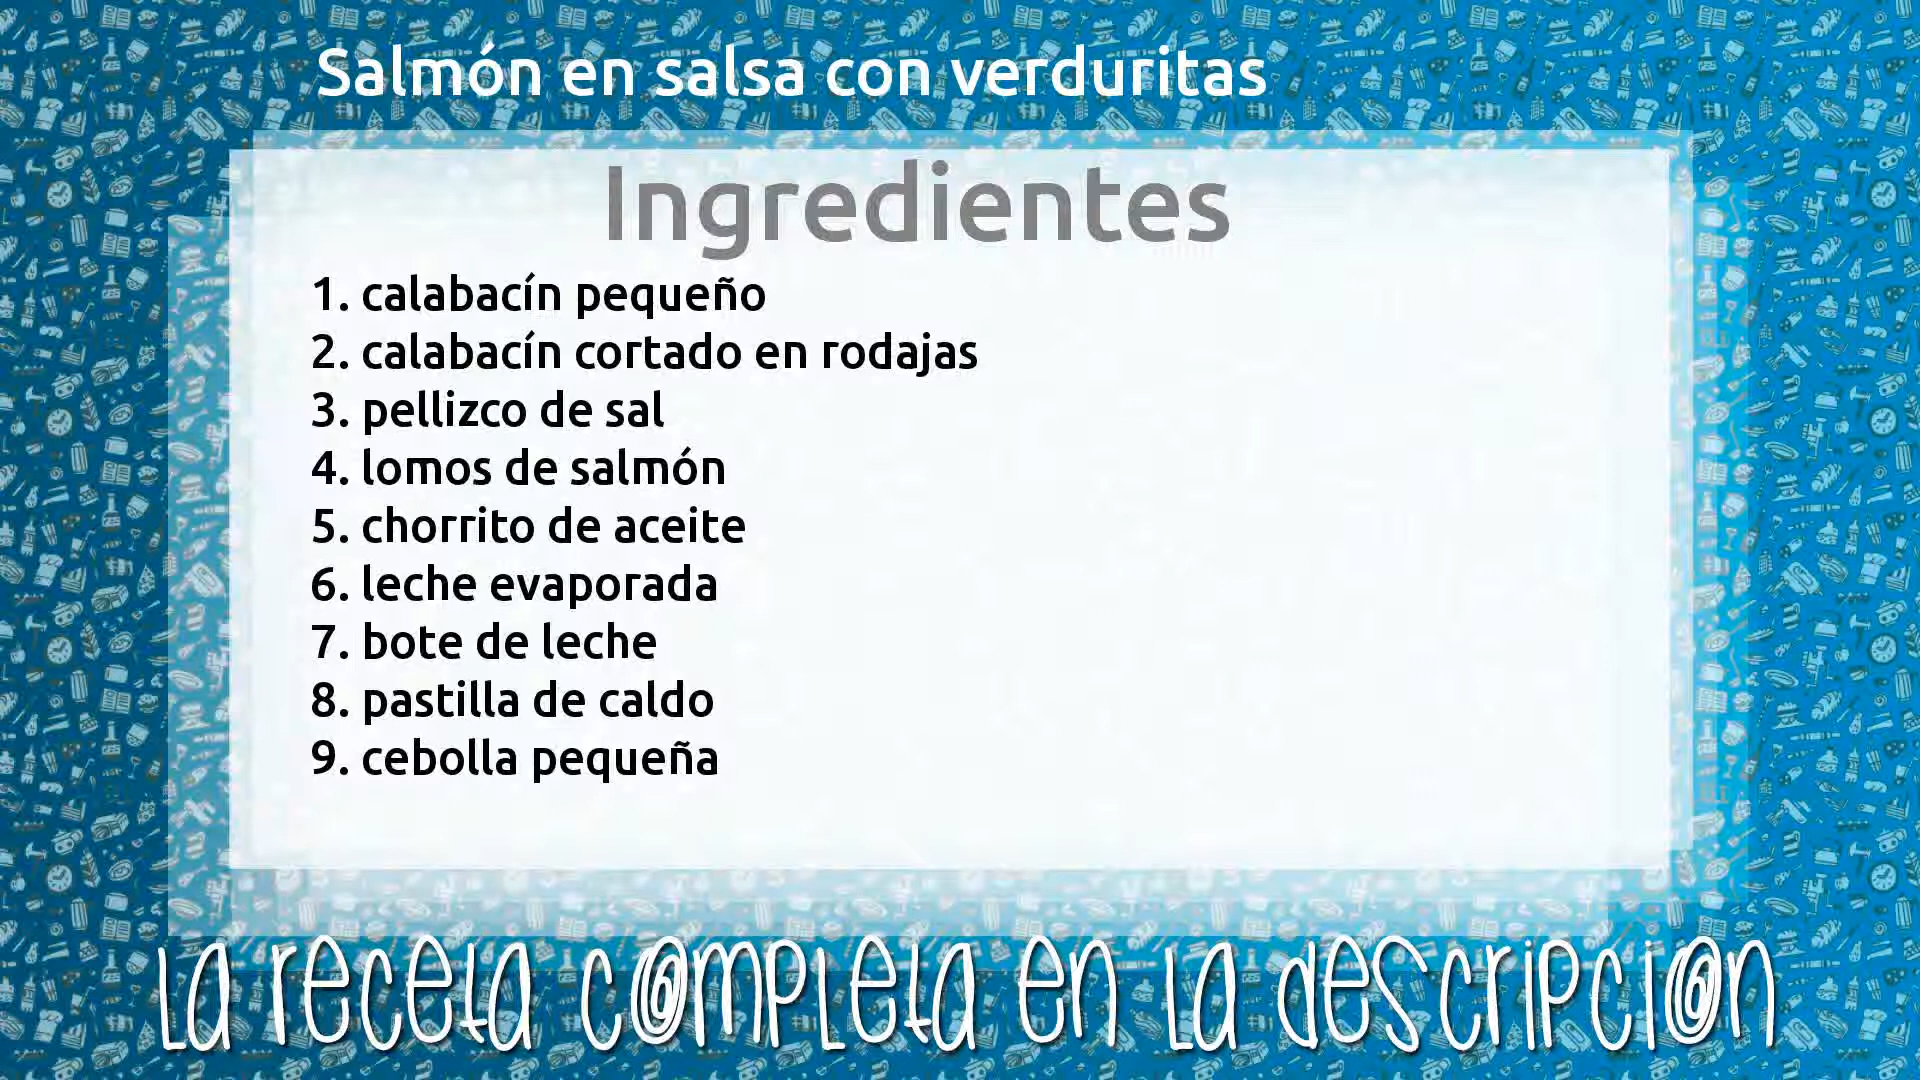 Salmón en salsa con verduritas
Ingredientes
1. calabacín pequeño
2. calabacín cortado en rodajas
3. pellizco de sal
4. lomos de salmón
5. chorrito de aceite
6. leche evaporada
7. bote de leche
8. pastilla de caldo
9. cebolla pequeña
La receta c@mpleta en la descripci@n